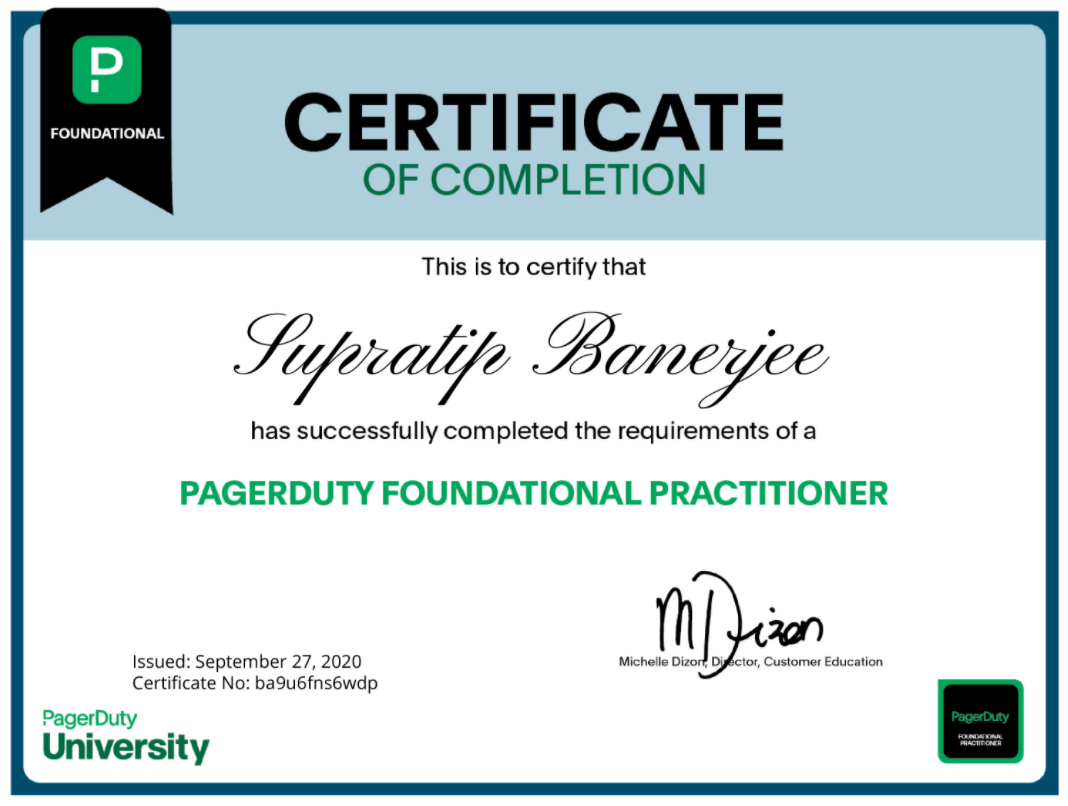 P
FOUNDATIONAL
CERTIFICATE
OF COMPLETION
This is to certify that
Supratip Banerjee
has successfully completed the requirements of a
PAGERDUTY FOUNDATIONAL PRACTITIONER
MDizon
Michelle Dizon, Director, Customer Education
Issued: September 27, 2020
Certificate No: ba9u6fns6wdp
PagerDuty
University
PagerDuty
FOUNDATIONAL
PRACTITIONER